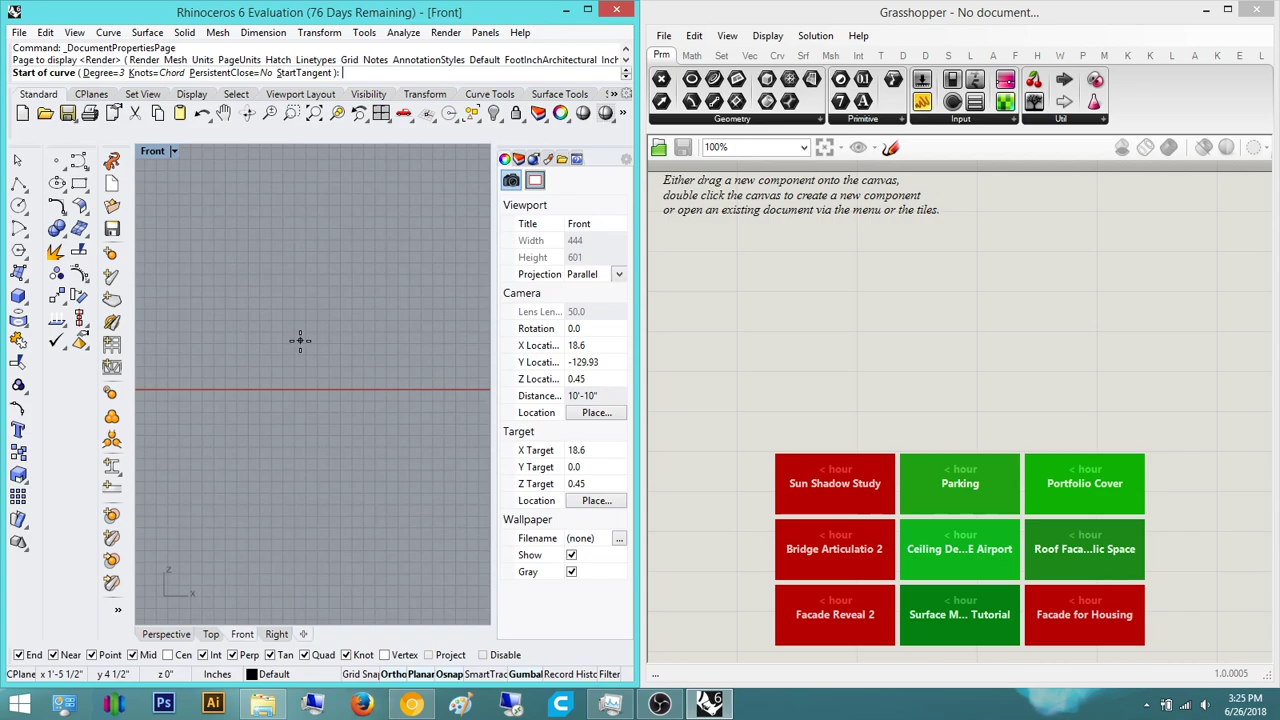 Rhinoceros 6 Evaluation (76 Days Remaining) - [Front]
File Edit View Curve Surface Solid Mesh Dimension Transform Tools Analyze Render Panels Help
Command: _DocumentPropertiesPage
Page to display <Render> ( Render Mesh Units PageUnits Hatch Linetypes Grid Notes AnnotationStyles Default FootInchArchitectural Inch
Start of curve ( Degree=3 Knots=Chord PersistentClose=No StartTangent ):
Standard CPlanes Set View Display Select Viewport Layout Visibility Transform Curve Tools Surface Tools
Front
Viewport
Title Front
Width 444
Height 601
Projection Parallel
Camera
Lens Len... 50.0
Rotation 0.0
X Locati... 18.6
Y Locati... -129.93
Z Locati... 0.45
Distance... 10'-10"
Location Place...
Target
X Target 18.6
Y Target 0.0
Z Target 0.45
Location Place...
Wallpaper
Filename (none) ...
Show
Gray
z
x
Perspective Top Front Right
End Near Point Mid Cen Int Perp Tan Quad Knot Vertex Project Disable
CPlane x 1'-5 1/2" y 4 1/2" z 0" Inches Default Grid Snap Ortho Planar Osnap SmartTrac Gumbal Record Histo Filter
Grasshopper - No document...
File Edit View Display Solution Help
Prm Math Set Vec Crv Srf Msh Int Trns Dis D D W A F H L E K E L
Geometry Primitive Input Util
100%
Either drag a new component onto the canvas,
double click the canvas to create a new component
or open an existing document via the menu or the tiles.
< hour
Sun Shadow Study
< hour
Parking
< hour
Portfolio Cover
< hour
Bridge Articulatio 2
< hour
Ceiling De...E Airport
< hour
Roof Faca...lic Space
< hour
Facade Reveal 2
< hour
Surface M... Tutorial
< hour
Facade for Housing
...
1.0.0005
Ps Ai 6
3:25 PM
6/26/2018